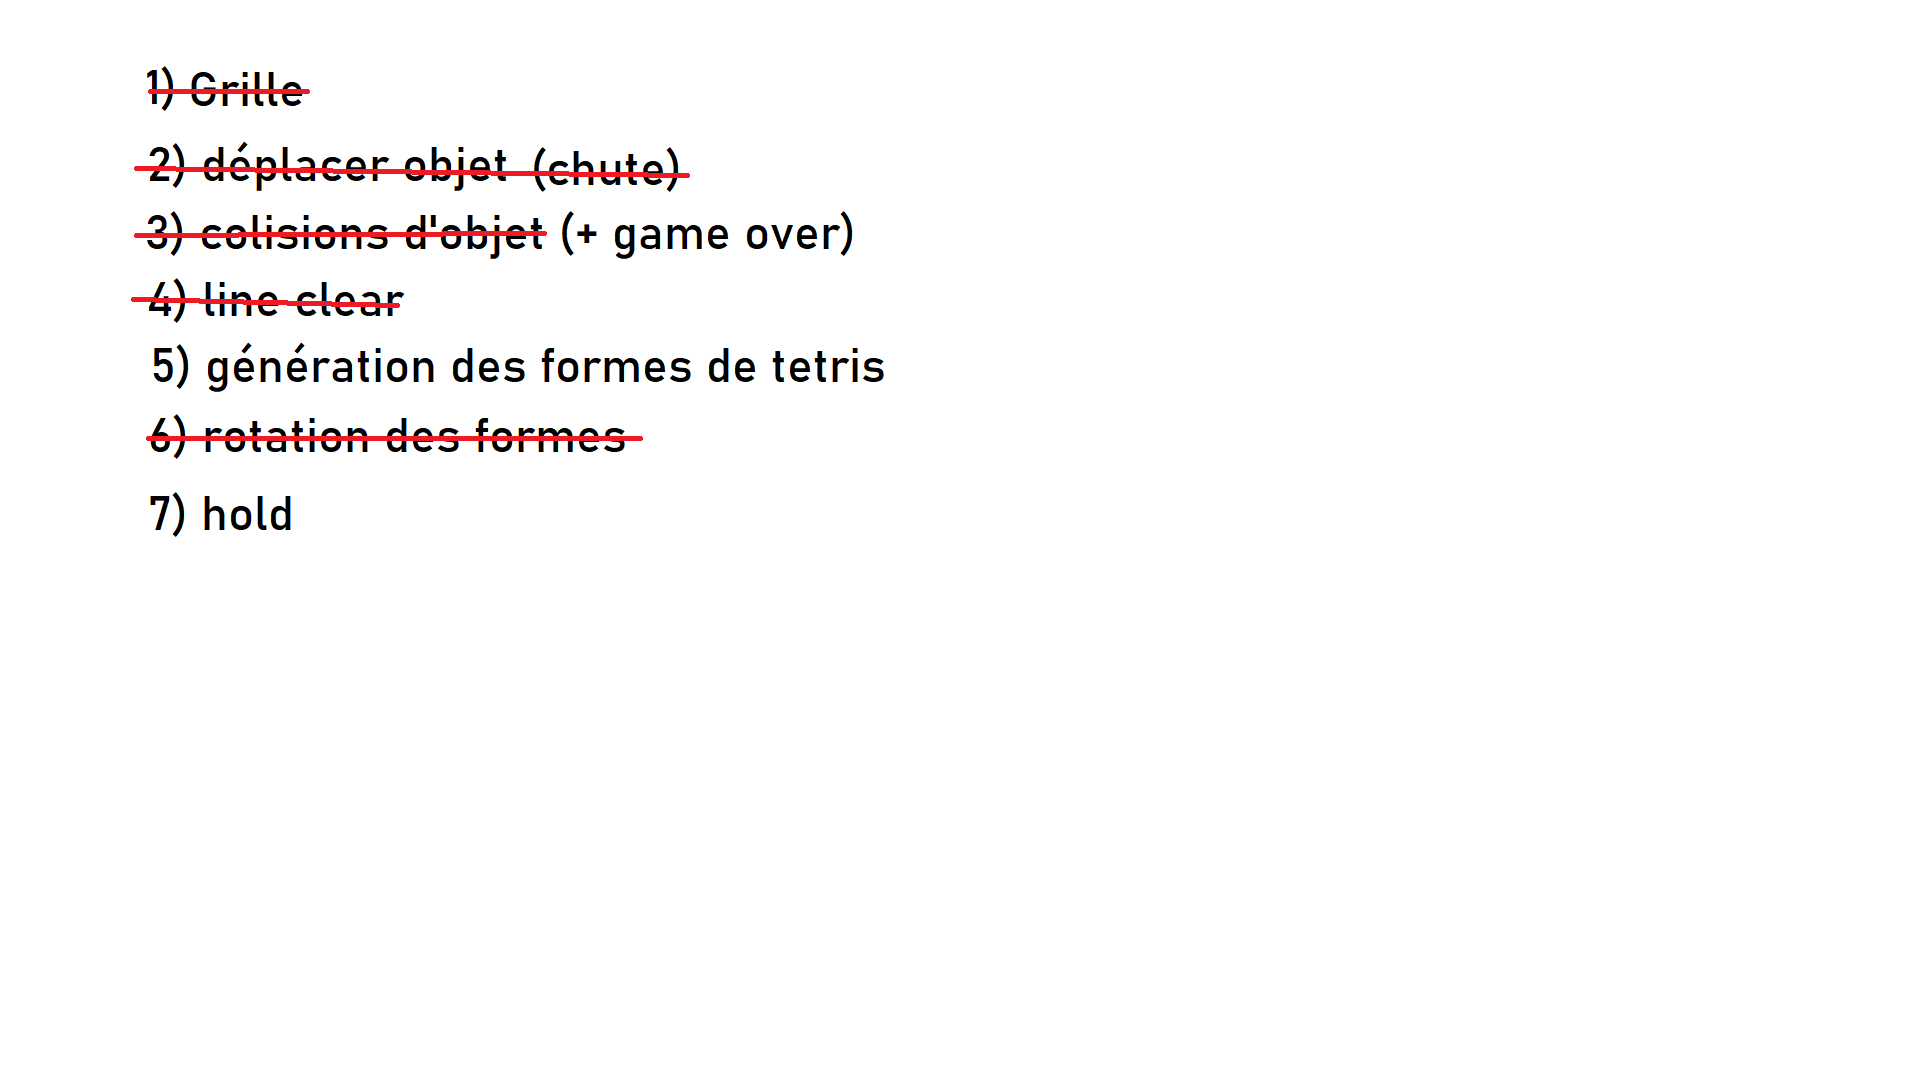 1) Grille
2) déplacer objet (chute)
3) colisions d'objet (+ game over)
4) line clear
5) génération des formes de tetris
6) rotation des formes
7) hold